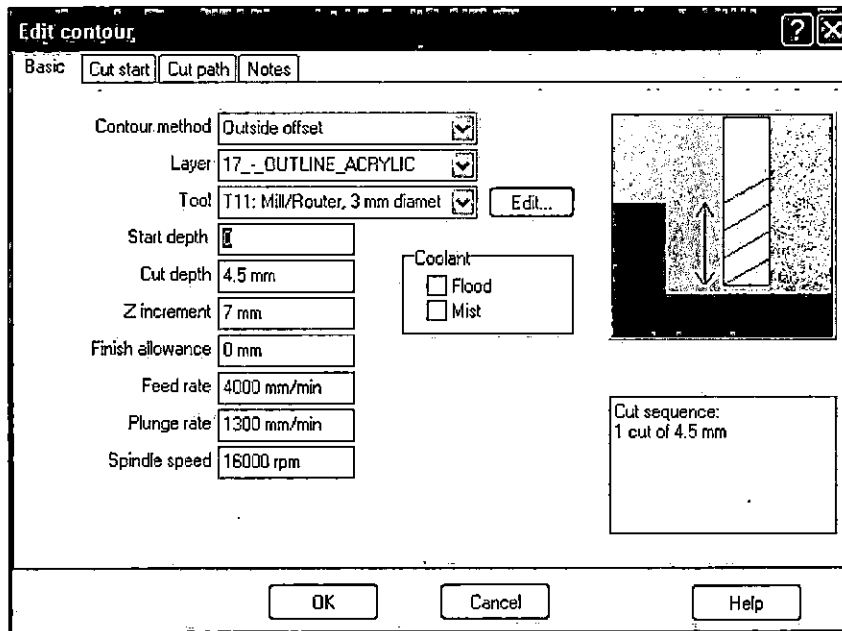 Edit contour
Basic Cut start Cut path Notes
Contour method Outside offset
Layer 17_-_OUTLINE_ACRYLIC
Tool T11: Mill/Router, 3 mm diamet Edit...
Start depth
Cut depth 4.5 mm
Z increment 7 mm
Finish allowance 0 mm
Feed rate 4000 mm/min
Plunge rate 1300 mm/min
Spindle speed 16000 rpm
Coolant
Flood
Mist
Cut sequence:
1 cut of 4.5 mm
OK Cancel Help